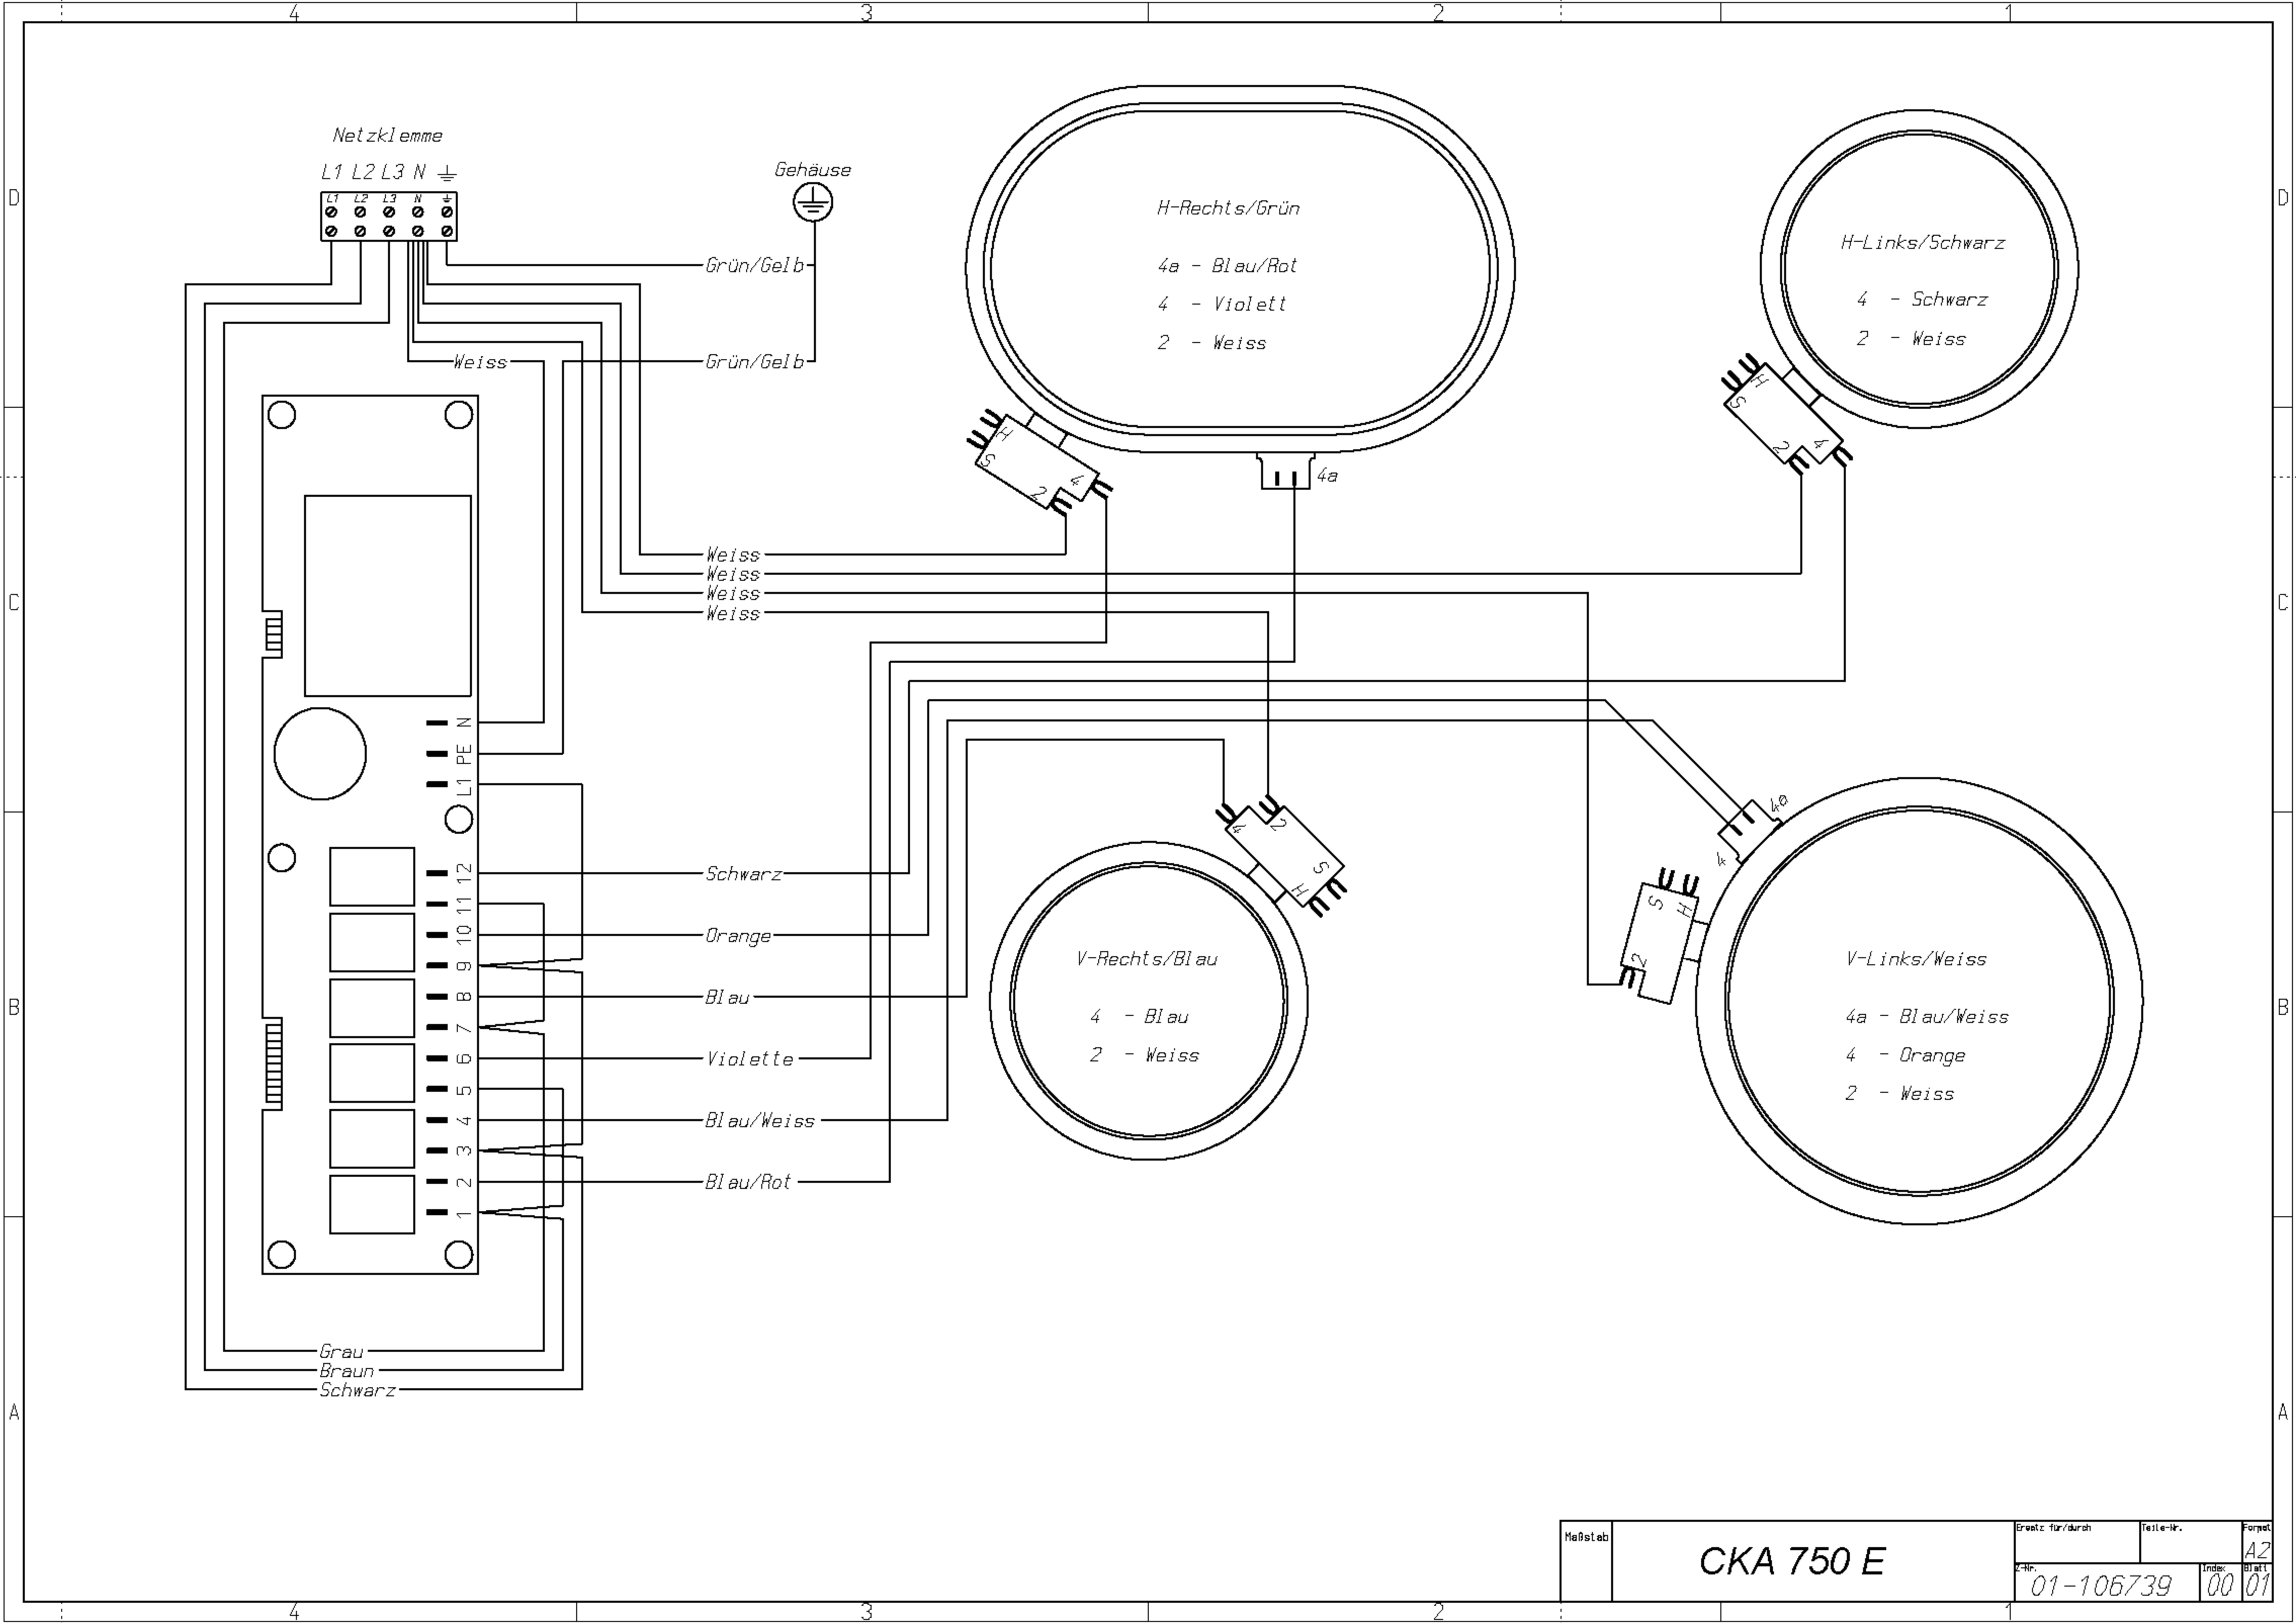 4 3 2 1
Netzklemme
L1 L2 L3 N
L1 L2 L3 N
Gehäuse
D D
Grün/Gelb
Weiss
Grün/Gelb
H-Rechts/Grün
4a - Blau/Rot
4 - Violett
2 - Weiss
H-Links/Schwarz
4 - Schwarz
2 - Weiss
H
S
2
4
4a
H
S
2
4
Weiss
Weiss
Weiss
Weiss
C C
N
PE
L1
12
11
10
9
8
7
6
5
4
3
2
1
Schwarz
Orange
Blau
Violette
Blau/Weiss
Blau/Rot
4
2
S
H
V-Rechts/Blau
4 - Blau
2 - Weiss
4a
4
S
H
2
V-Links/Weiss
4a - Blau/Weiss
4 - Orange
2 - Weiss
B B
Grau
Braun
Schwarz
A A
Maßstab
CKA 750 E
Ersatz für/durch
Teile-Nr.
Format
A2
Z-Nr.
01-106739
Index
00
Blatt
01
4 3 2 1